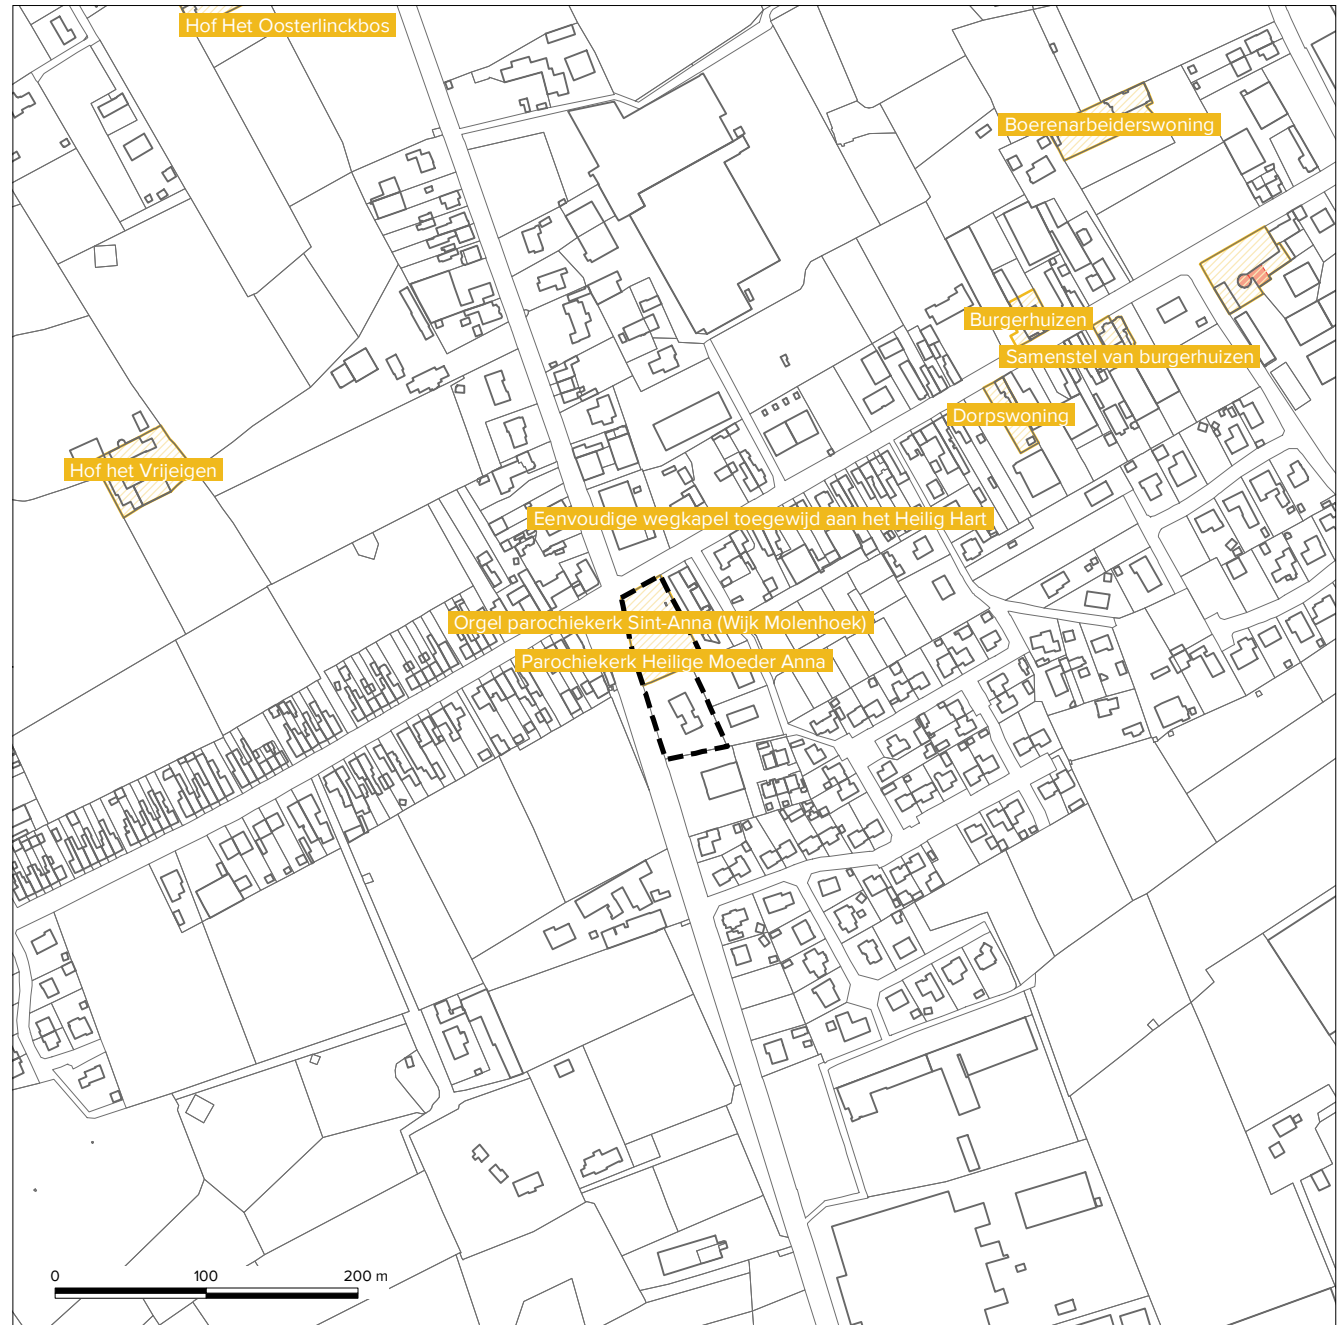 Hof Het Oosterlinckbos
Boerenarbeiderswoning
Burgerhuizen
Samenstel van burgerhuizen
Dorpswoning
Hof het Vrijeigen
Eenvoudige wegkapel toegewijd aan het Heilig Hart
Orgel parochiekerk Sint-Anna (Wijk Molenhoek)
Parochiekerk Heilige Moeder Anna
0 100 200 m